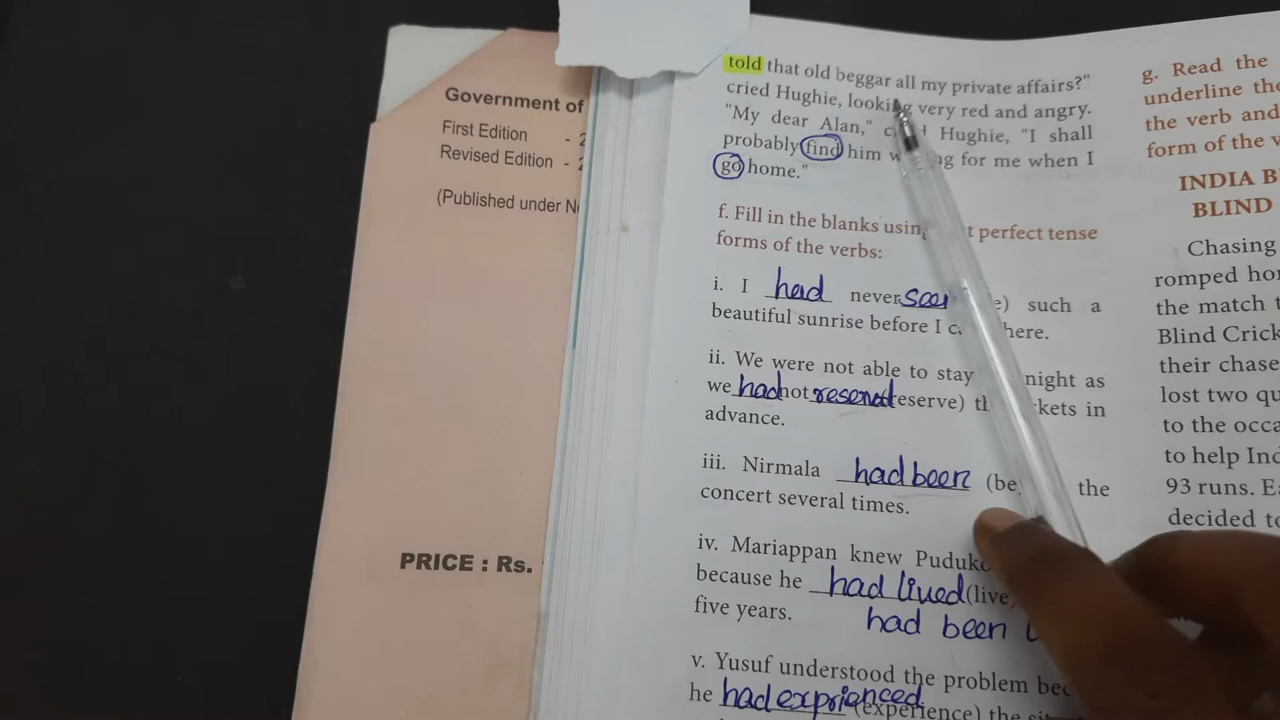 Government of
First Edition -
Revised Edition -
(Published under
PRICE : Rs.
told that old beggar all my private affairs?"
cried Hughie, looking very red and angry.
"My dear Alan," Hughie, "I shall
probably find him for me when I
go home."
f. Fill in the blanks perfect tense
forms of the verbs:
i. I had never seen such a
beautiful sunrise before I here.
ii. We were not able to stay night as
we had not reserved (reserve) in
advance.
iii. Nirmala had been the
concert several times.
iv. Mariappan knew
because he had lived (live,
five years. had been
v. Yusuf understood the problem
he had exprienced (experience) the
g. Read the
underline the
the verb and
form of the
INDIA
BLIND
Chasing
romped
the match
Blind
their chase
lost two
to the
to help
93 runs.
decided to